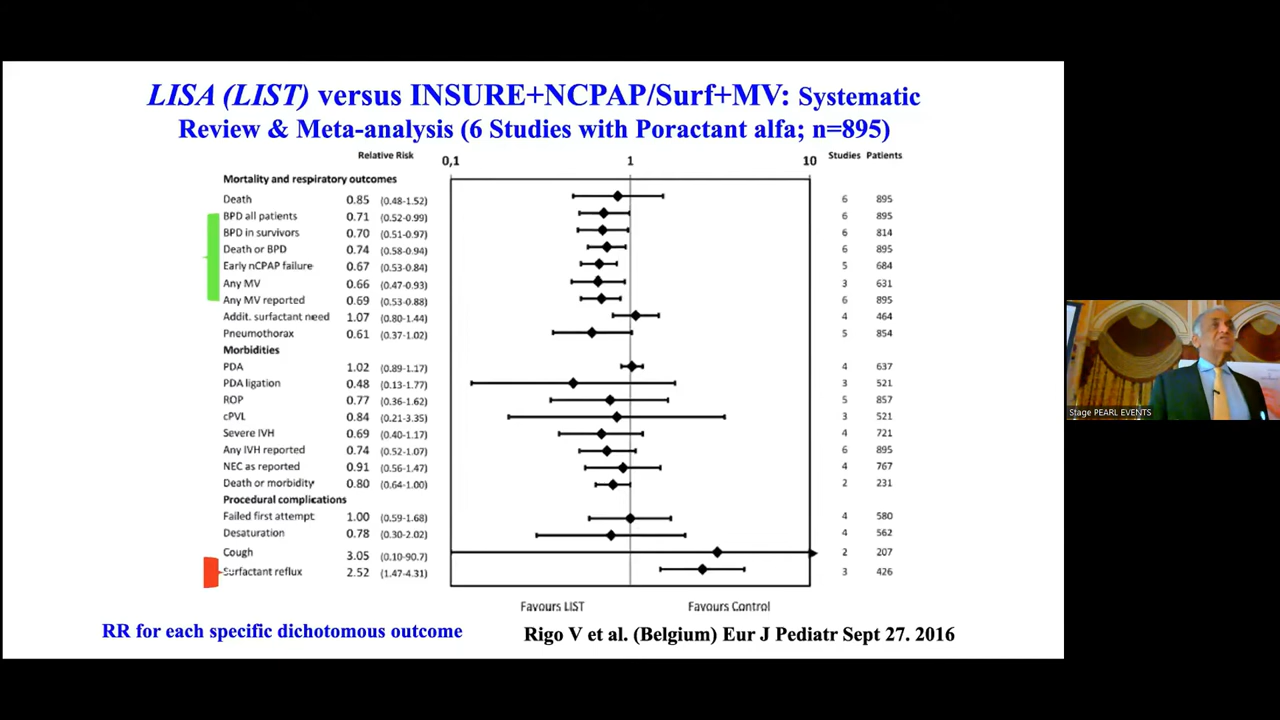 LISA (LIST) versus INSURE+NCPAP/Surf+MV: Systematic
Review & Meta-analysis (6 Studies with Poractant alfa; n=895)
Relative Risk 0,1 1 10 Studies Patients
Mortality and respiratory outcomes
Death 0.85 (0.48-1.52) 6 895
BPD all patients 0.71 (0.52-0.99) 6 895
BPD in survivors 0.70 (0.51-0.97) 6 814
Death or BPD 0.74 (0.58-0.94) 6 895
Early nCPAP failure 0.67 (0.53-0.84) 5 684
Any MV 0.66 (0.47-0.93) 3 631
Any MV reported 0.69 (0.53-0.88) 6 895
Addit. surfactant need 1.07 (0.80-1.44) 4 464
Pneumothorax 0.61 (0.37-1.02) 5 854
Morbidities
PDA 1.02 (0.89-1.17) 4 637
PDA ligation 0.48 (0.13-1.77) 3 521
ROP 0.77 (0.36-1.62) 5 857
cPVL 0.84 (0.21-3.35) 3 521
Severe IVH 0.69 (0.40-1.17) 4 721
Any IVH reported 0.74 (0.52-1.07) 6 895
NEC as reported 0.91 (0.56-1.47) 4 767
Death or morbidity 0.80 (0.64-1.00) 2 231
Procedural complications
Failed first attempt 1.00 (0.59-1.68) 4 580
Desaturation 0.78 (0.30-2.02) 4 562
Cough 3.05 (0.10-90.7) 2 207
Surfactant reflux 2.52 (1.47-4.31) 3 426
Favours LIST Favours Control
RR for each specific dichotomous outcome
Rigo V et al. (Belgium) Eur J Pediatr Sept 27. 2016
Stage PEARL EVENTS